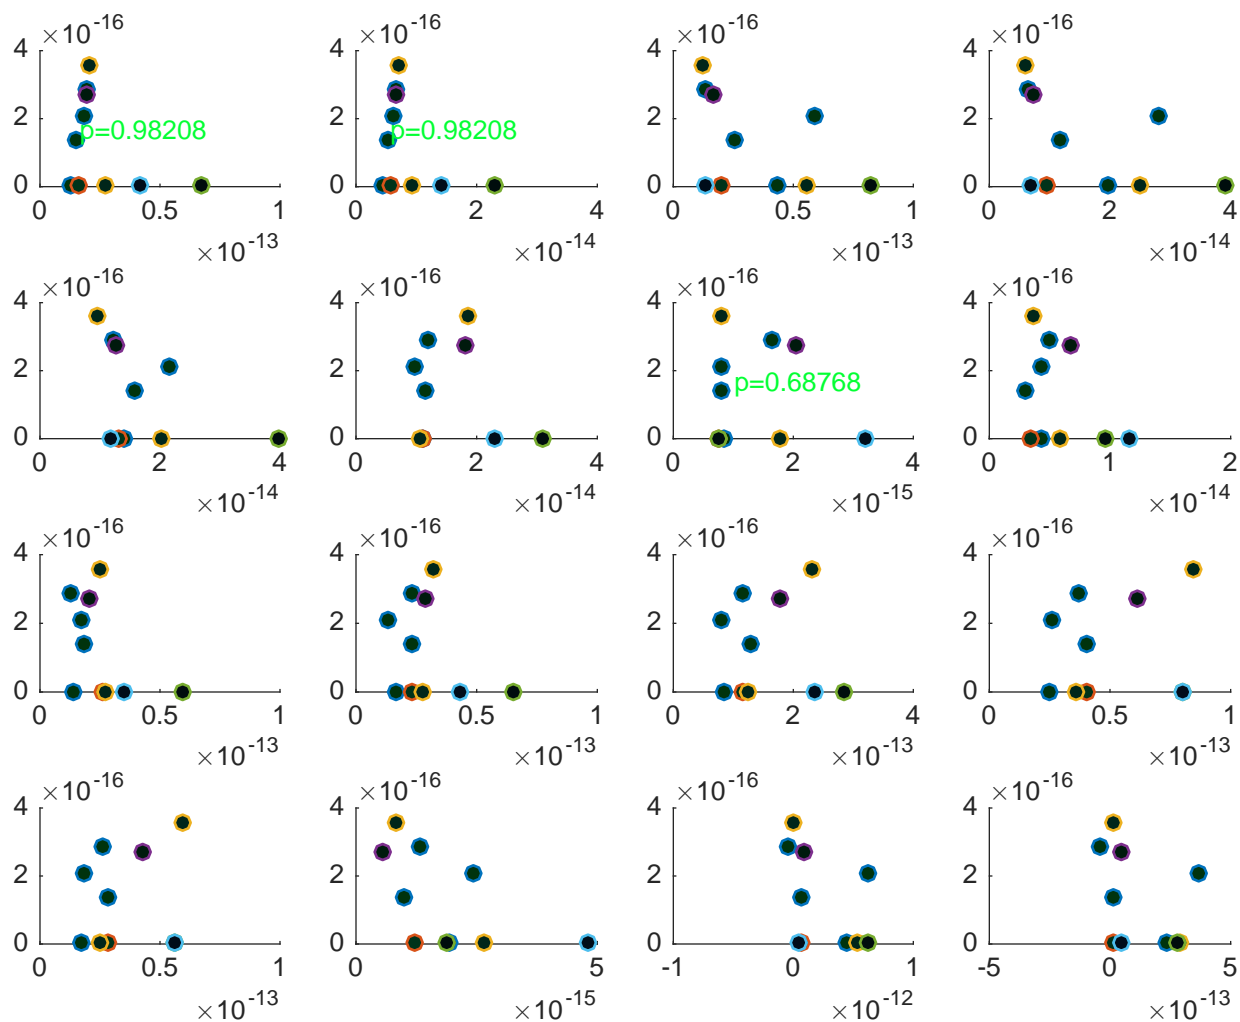 ×10-16 ×10-16 ×10-16 ×10-16
4 4 4 4
2 2 2 2
p=0.98208 p=0.98208
0 0 0 0
0 0.5 1 0 2 4 0 0.5 1 0 2 4
×10-13 ×10-14 ×10-13 ×10-14
×10-16 ×10-16 ×10-16 ×10-16
4 4 4 4
2 2 2 2
p=0.68768
0 0 0 0
0 2 4 0 2 4 0 2 4 0 1 2
×10-14 ×10-14 ×10-15 ×10-14
×10-16 ×10-16 ×10-16 ×10-16
4 4 4 4
2 2 2 2
0 0 0 0
0 0.5 1 0 0.5 1 0 2 4 0 0.5 1
×10-13 ×10-13 ×10-13 ×10-13
×10-16 ×10-16 ×10-16 ×10-16
4 4 4 4
2 2 2 2
0 0 0 0
0 0.5 1 0 5 -1 0 1 -5 0 5
×10-13 ×10-15 ×10-12 ×10-13